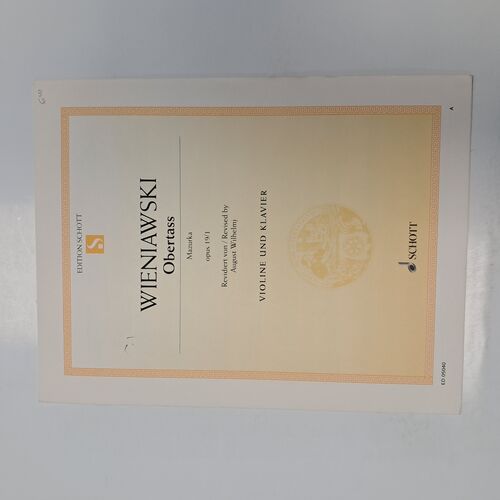 EDITION SCHOTT
S
WIENIAWSKI
Obertass
Mazurka
opus 19/1
Revidiert von / Revised by
August Wilhelmj
VIOLINE UND KLAVIER
SCHOTT
ED 09040
A